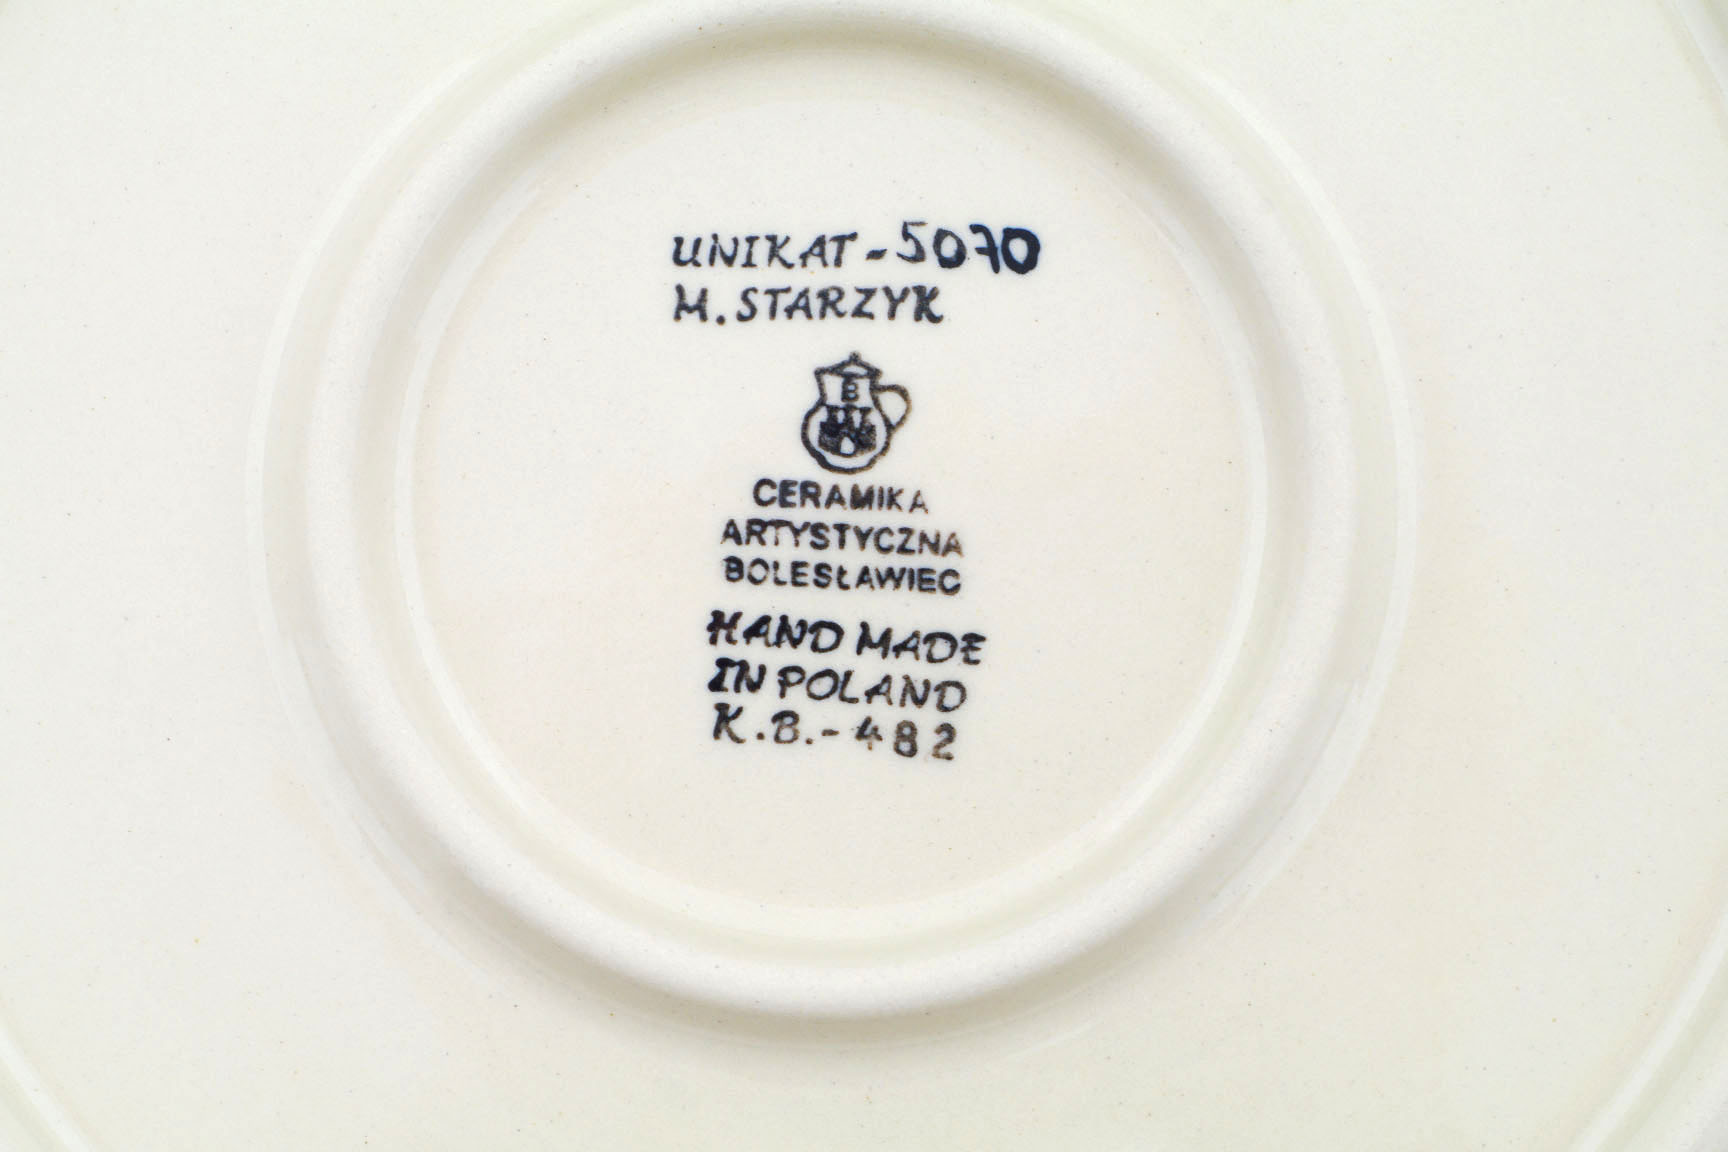 UNIKAT-5070
M. STARZYK
B
CERAMIKA
ARTYSTYCZNA
BOLESŁAWIEC
HAND MADE
IN POLAND
K.B.-482